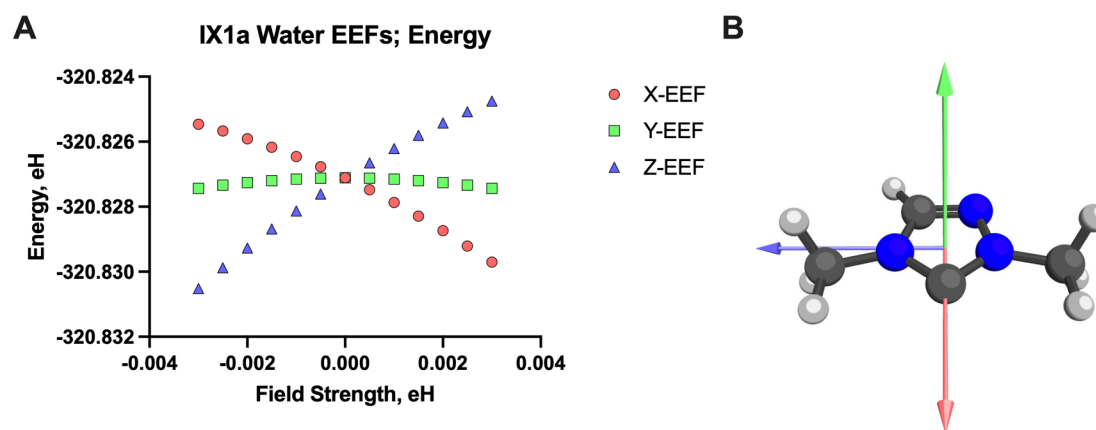 A
IX1a Water EEFs; Energy
B
Energy, eH
-320.824
-320.826
-320.828
-320.830
-320.832
-0.004
-0.002
0.000
0.002
0.004
Field Strength, eH
X-EEF
Y-EEF
Z-EEF